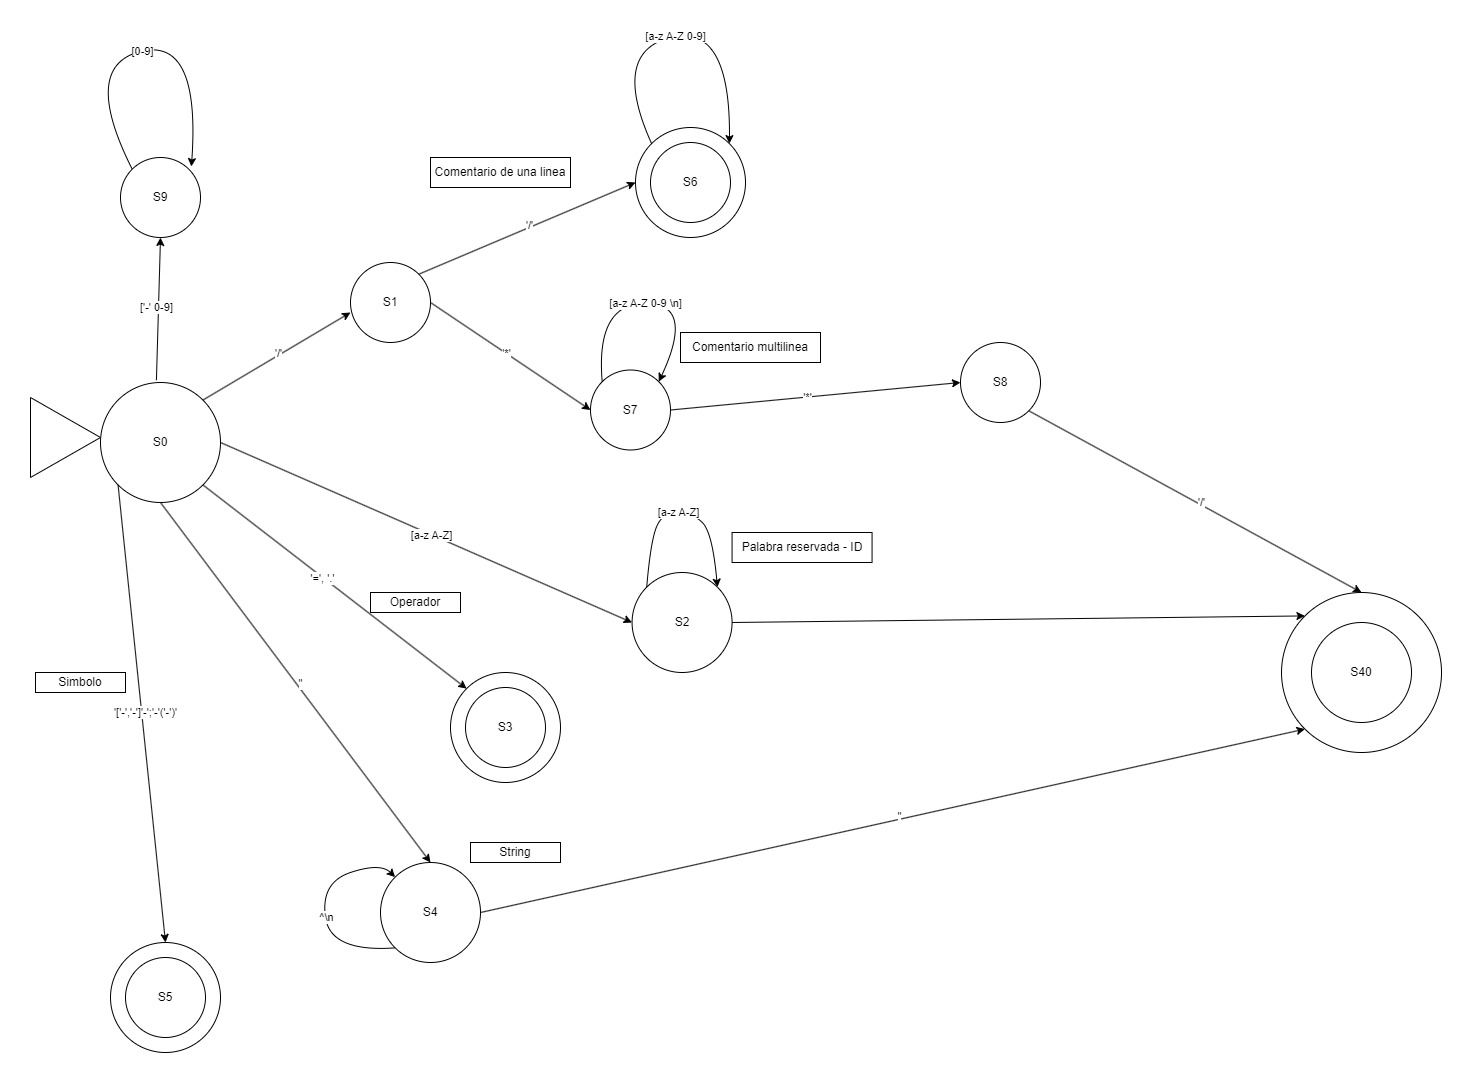 [a-z A-Z 0-9]
[0-9]
Comentario de una linea
S6
S9
'/'
[a-z A-Z 0-9 \n]
S1
['-' 0-9]
Comentario multilinea
'/'
'*'
S8
'*'
S7
S0
'/'
[a-z A-Z]
[a-z A-Z]
Palabra reservada - ID
'=', ':'
Operador
S2
S40
Simbolo
''
'['-','-']'-';'-'('-')'
S3
''
String
S4
^\n
S5